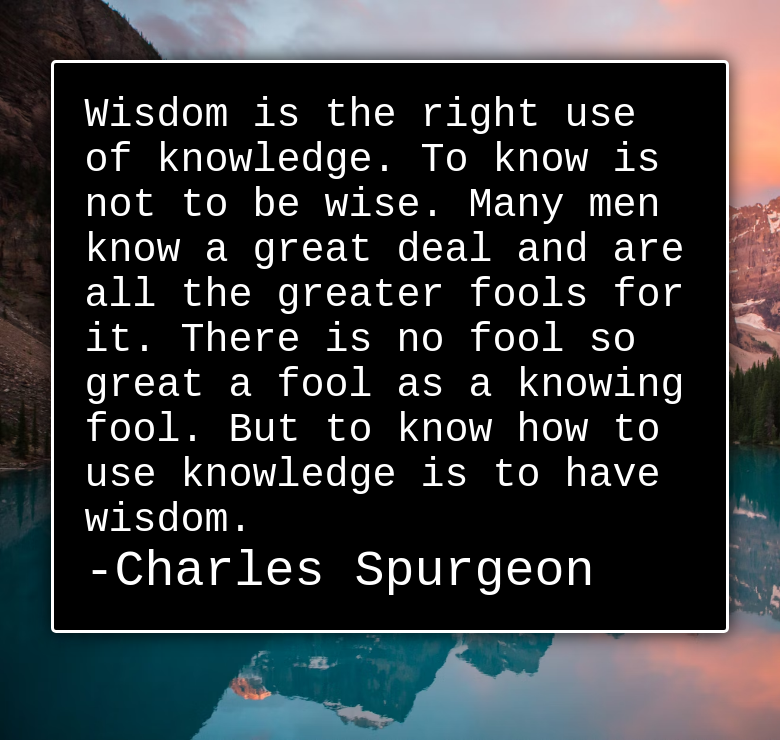 Wisdom is the right use
of knowledge. To know is
not to be wise. Many men
know a great deal and are
all the greater fools for
it. There is no fool so
great a fool as a knowing
fool. But to know how to
use knowledge is to have
wisdom.
-Charles Spurgeon